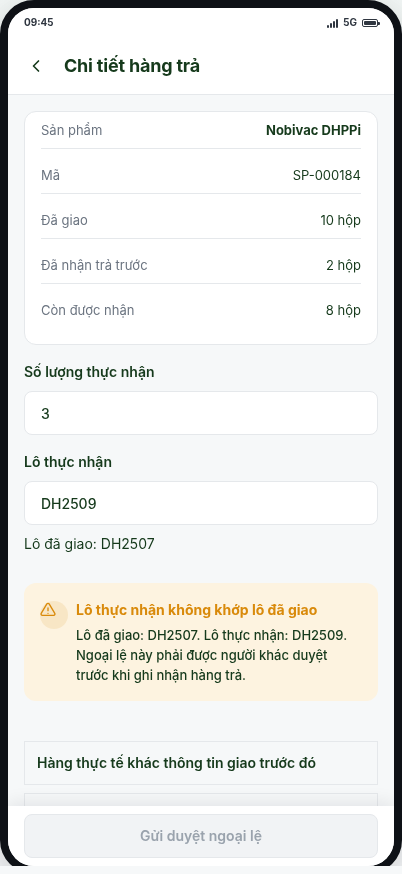 09:45 5G
Chi tiết hàng trả
Sản phẩm Nobivac DHPPi
Mã SP-000184
Đã giao 10 hộp
Đã nhận trả trước 2 hộp
Còn được nhận 8 hộp
Số lượng thực nhận
3
Lô thực nhận
DH2509
Lô đã giao: DH2507
Lô thực nhận không khớp lô đã giao
Lô đã giao: DH2507. Lô thực nhận: DH2509.
Ngoại lệ này phải được người khác duyệt
trước khi ghi nhận hàng trả.
Hàng thực tế khác thông tin giao trước đó
Gửi duyệt ngoại lệ